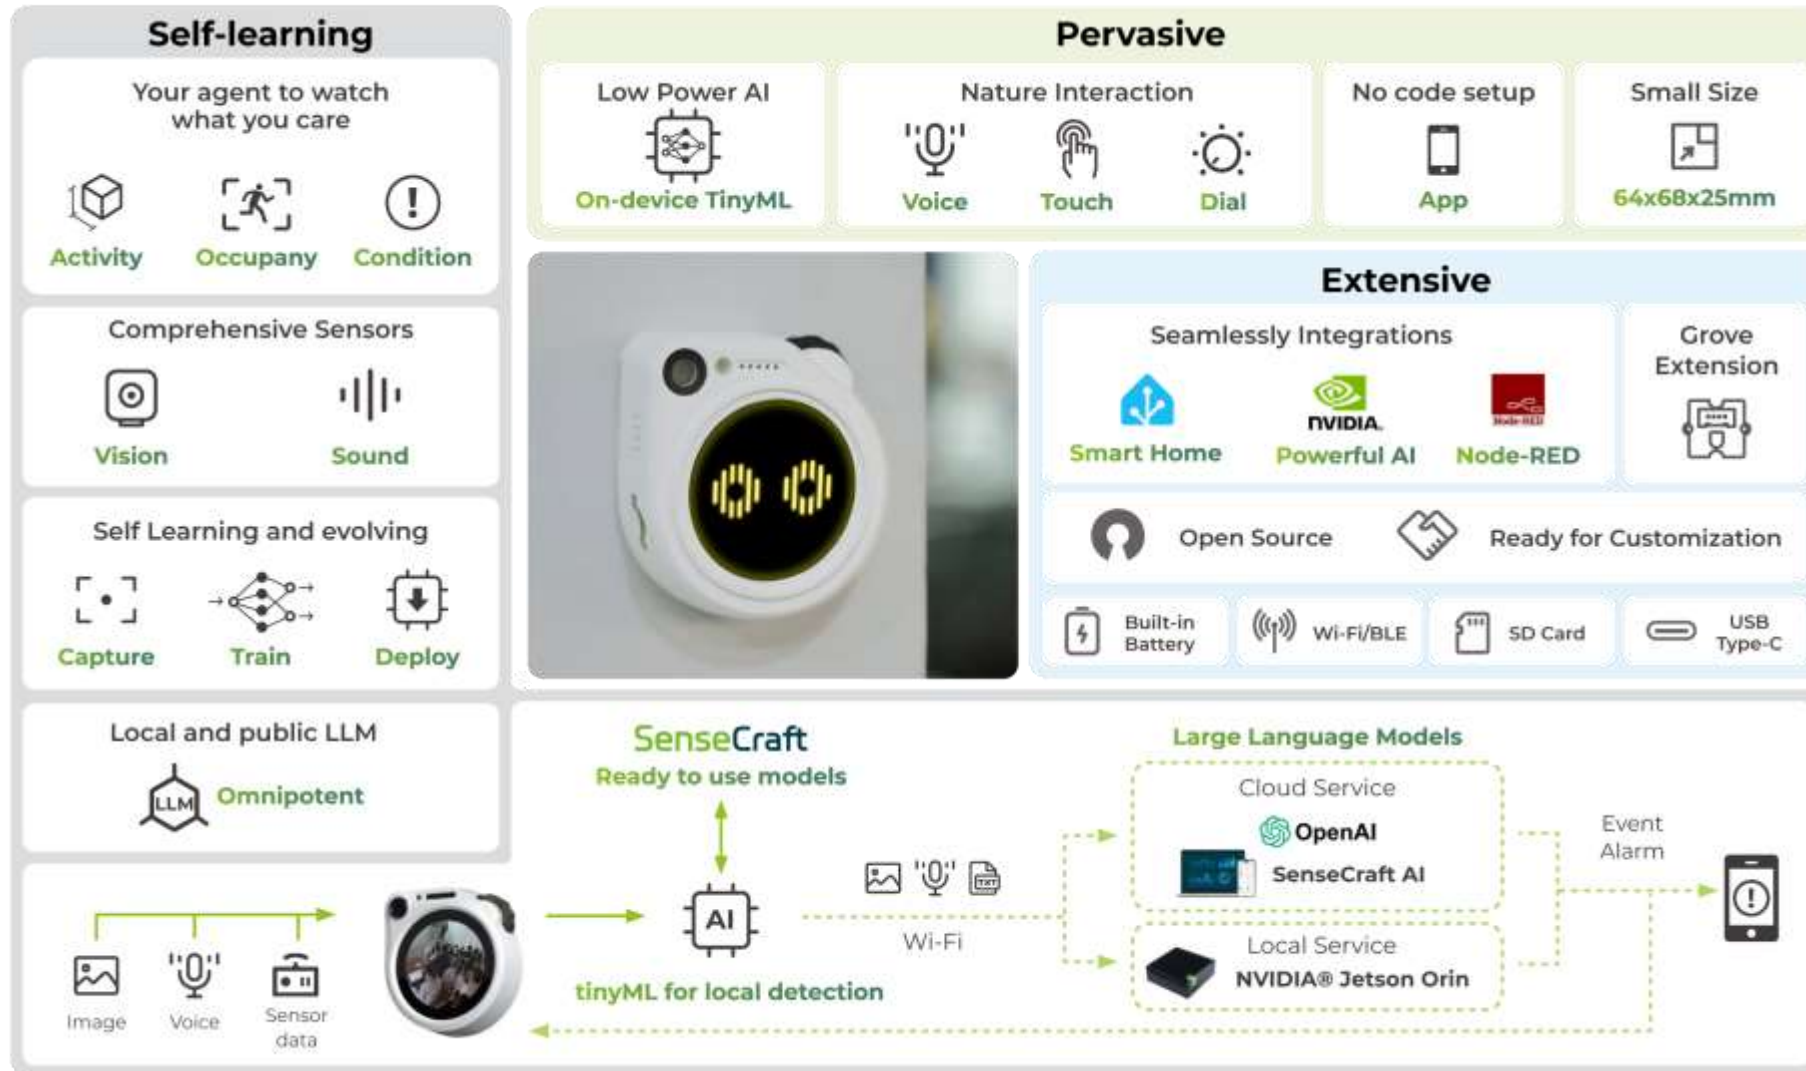 Self-learning
Your agent to watch
what you care
Activity
Occupany
Condition
Comprehensive Sensors
Vision
Sound
Self Learning and evolving
Capture
Train
Deploy
Local and public LLM
LLM
Omnipotent
Pervasive
Low Power AI
On-device TinyML
Nature Interaction
Voice
Touch
Dial
No code setup
App
Small Size
64x68x25mm
Extensive
Seamlessly Integrations
Smart Home
NVIDIA.
Powerful AI
Node-RED
Node-RED
Grove
Extension
Open Source
Ready for Customization
Built-in
Battery
Wi-Fi/BLE
SD Card
USB
Type-C
Image
Voice
Sensor
data
SenseCraft
Ready to use models
AI
tinyML for local detection
TXT
Wi-Fi
Large Language Models
Cloud Service
OpenAI
SenseCraft AI
Local Service
NVIDIA® Jetson Orin
Event
Alarm